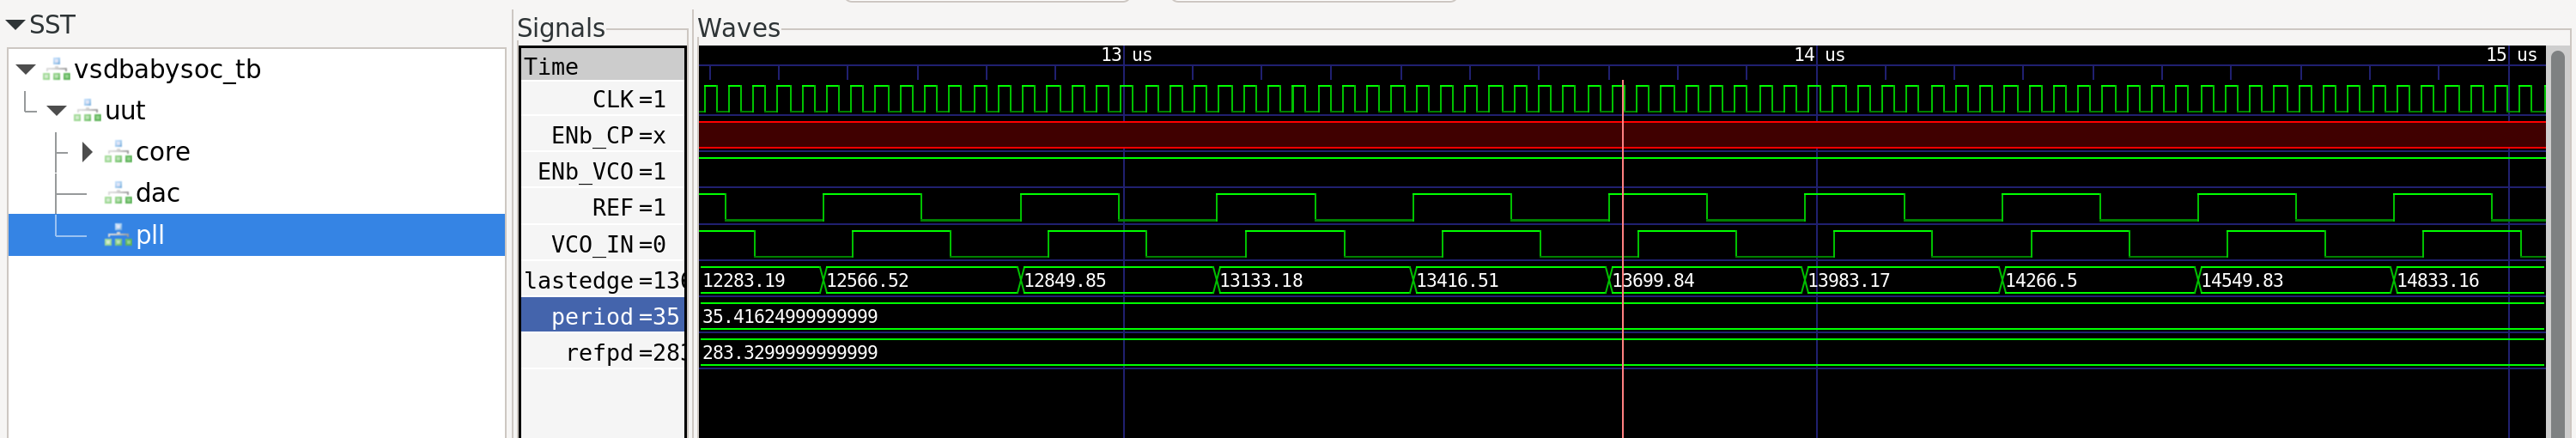 SST
vsdbabysoc_tb
uut
core
dac
pll
Signals
Time
CLK =1
ENb_CP =x
ENb_VCO =1
REF =1
VCO_IN =0
lastedge =136
period =35
refpd =283
Waves
13 us 14 us 15 us
12283.19 12566.52 12849.85 13133.18 13416.51 13699.84 13983.17 14266.5 14549.83 14833.16
35.41624999999999
283.3299999999999